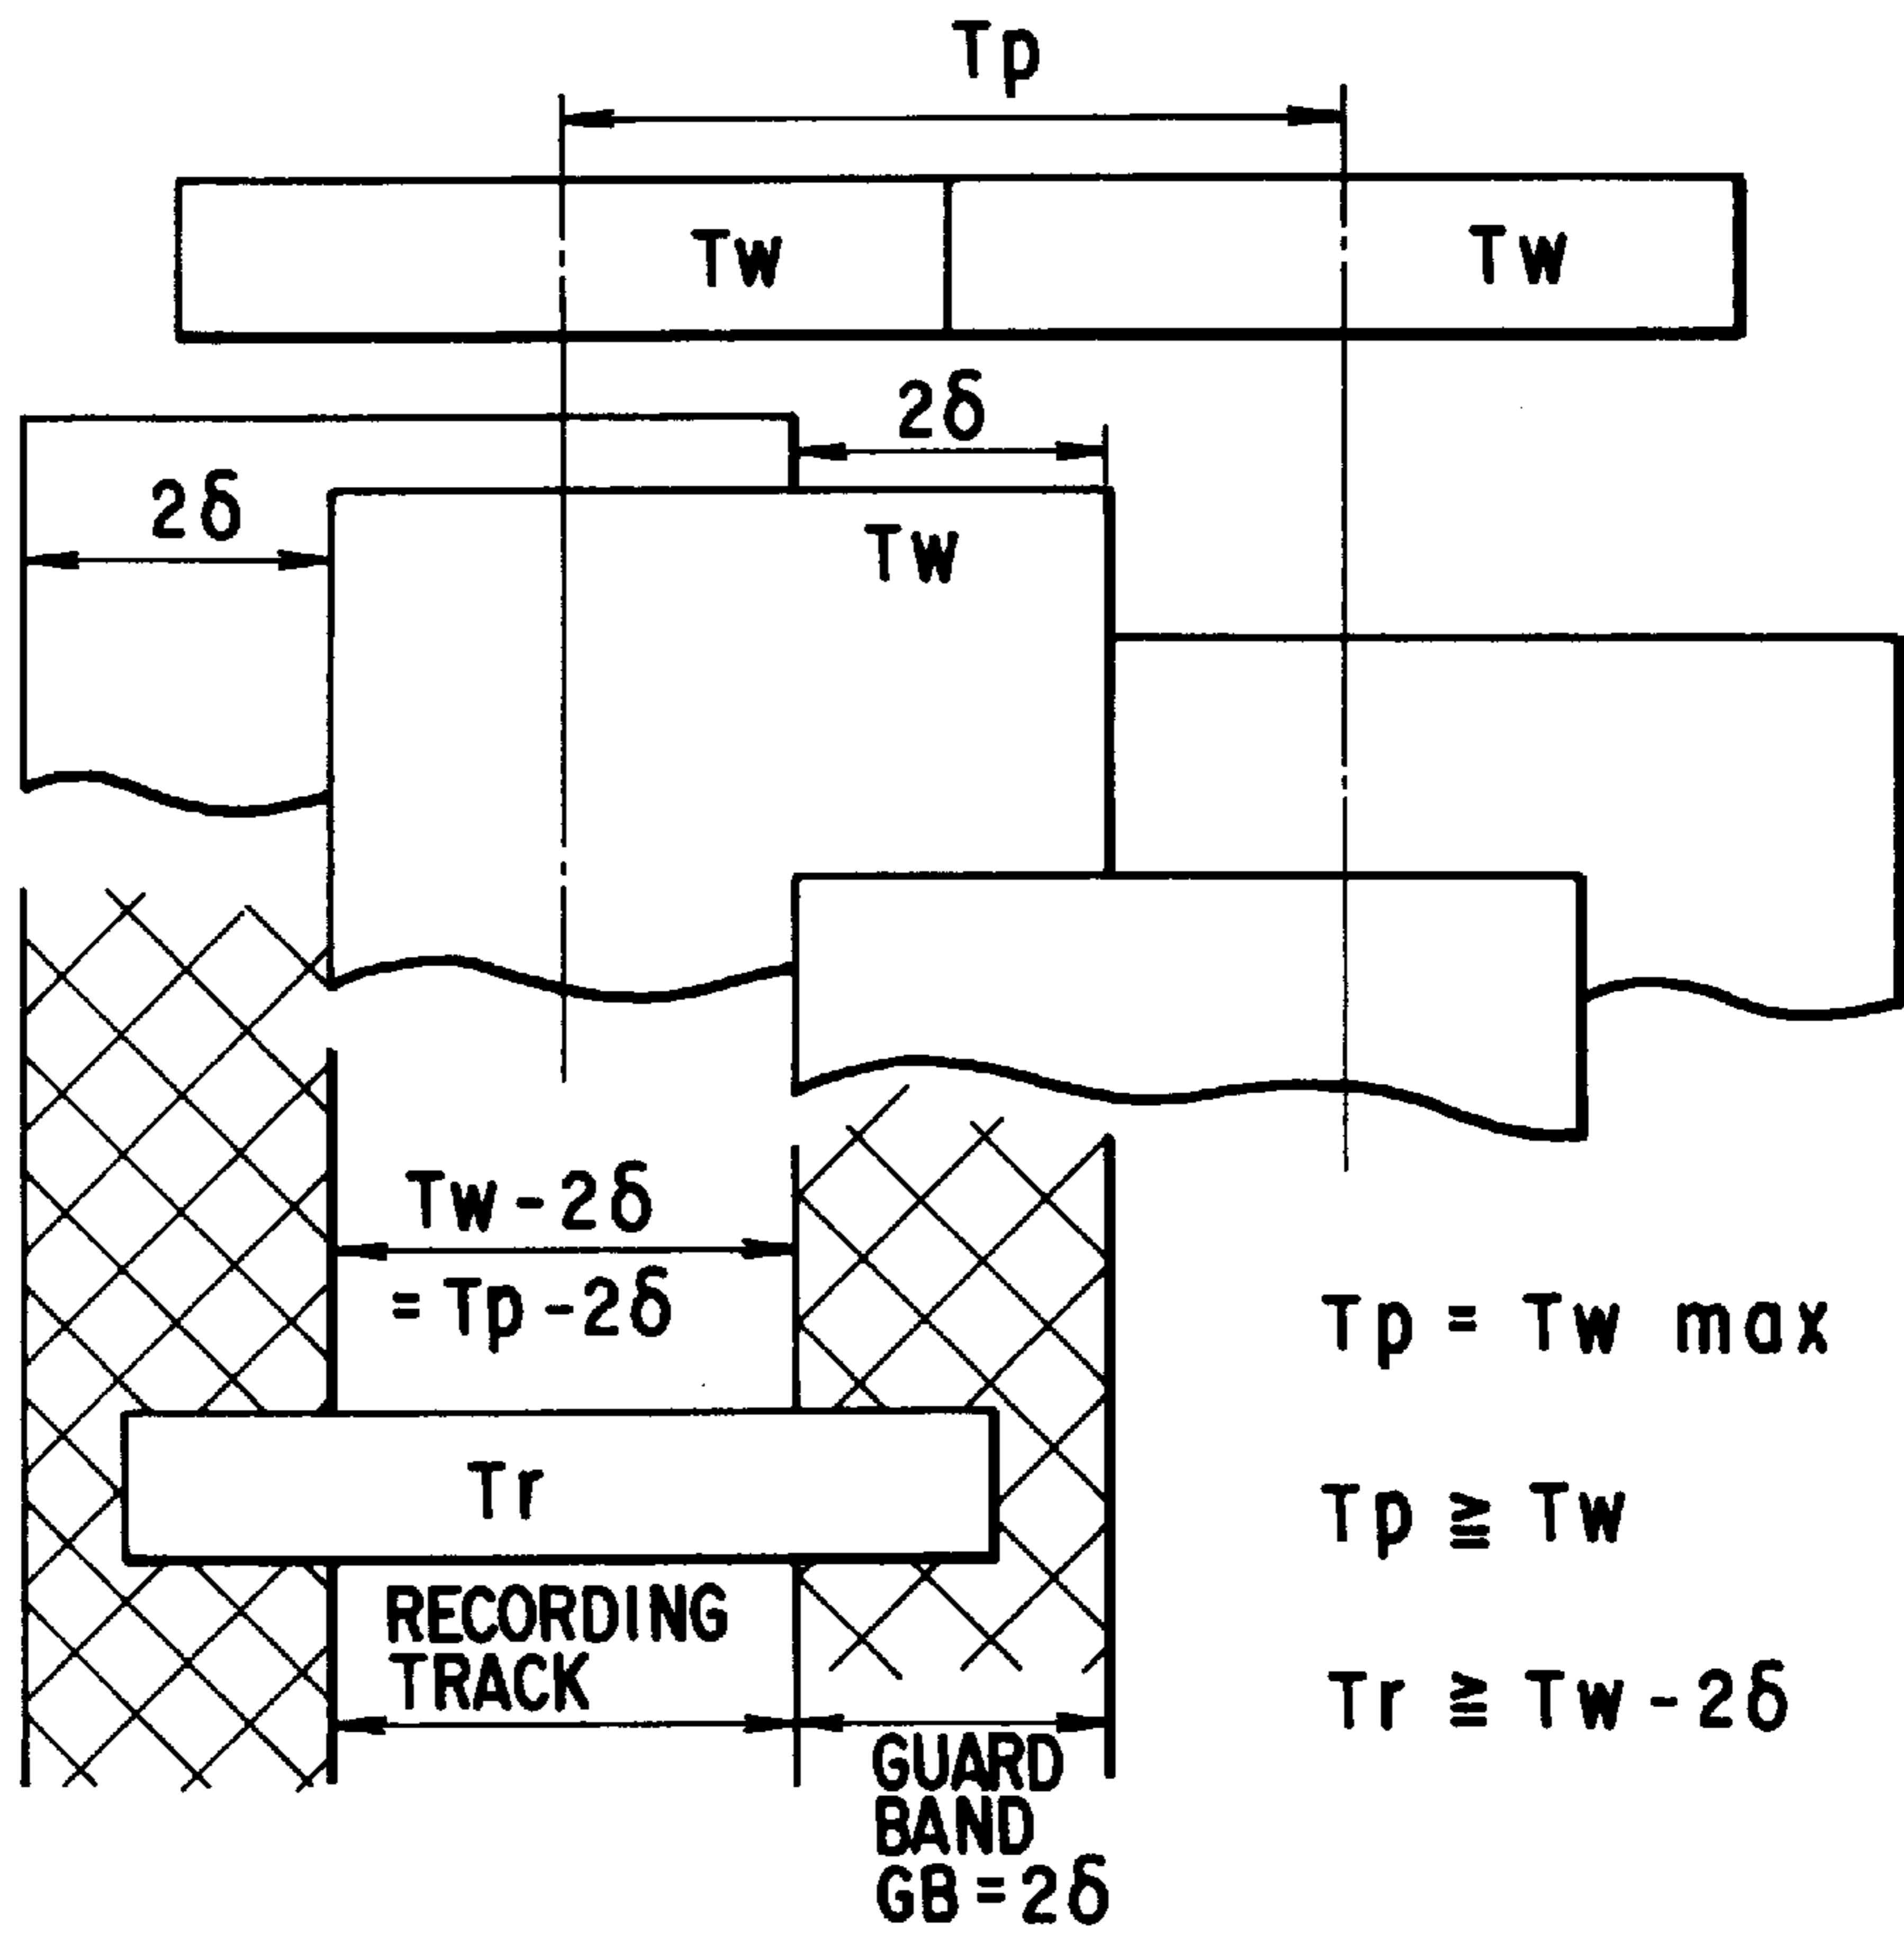 Tp
Tw Tw
2δ
2δ
Tw
Tw-2δ
=Tp-2δ
Tp = Tw max
Tp ≧ Tw
Tr
Tr ≧ Tw-2δ
RECORDING
TRACK
GUARD
BAND
GB=2δ